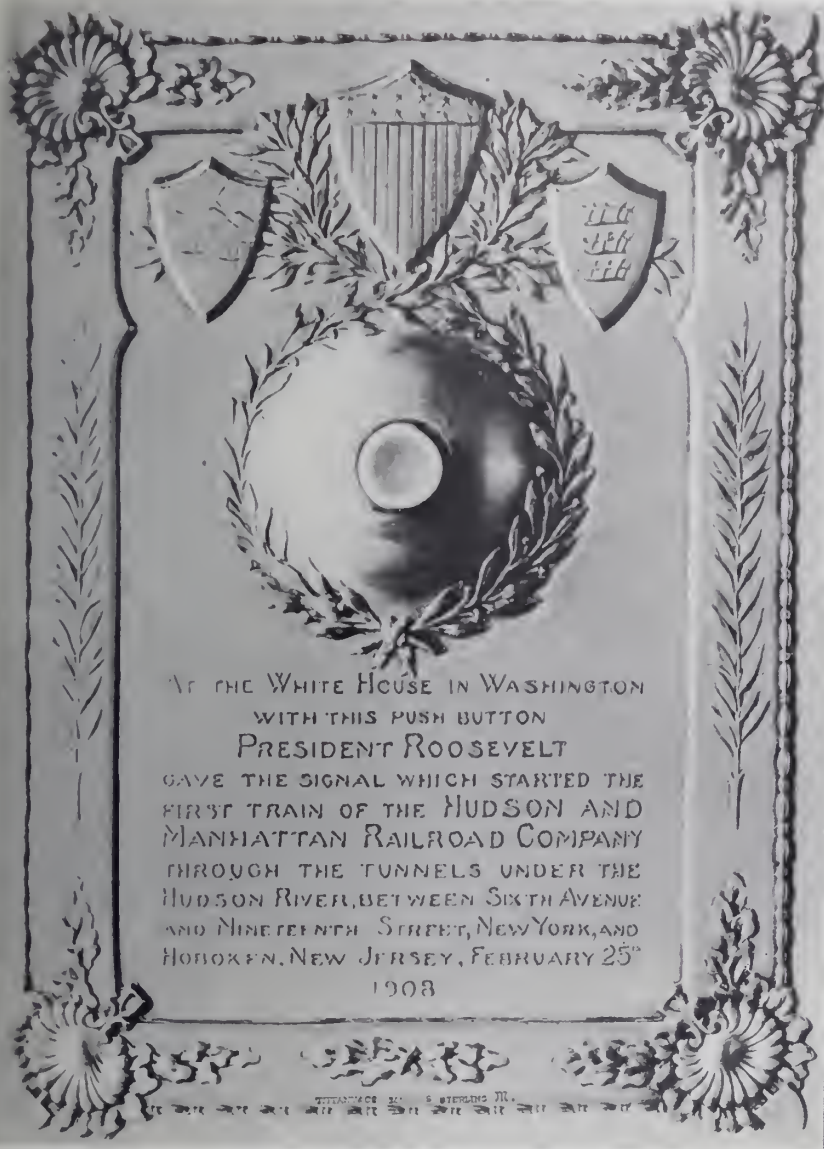 AT THE WHITE HOUSE IN WASHINGTON
WITH THIS PUSH BUTTON
PRESIDENT ROOSEVELT
GAVE THE SIGNAL WHICH STARTED THE
FIRST TRAIN OF THE HUDSON AND
MANHATTAN RAILROAD COMPANY
THROUGH THE TUNNELS UNDER THE
HUDSON RIVER, BETWEEN SIXTH AVENUE
AND NINETEENTH STREET, NEW YORK, AND
HOBOKEN, NEW JERSEY, FEBRUARY 25TH
1908
STERLING M.